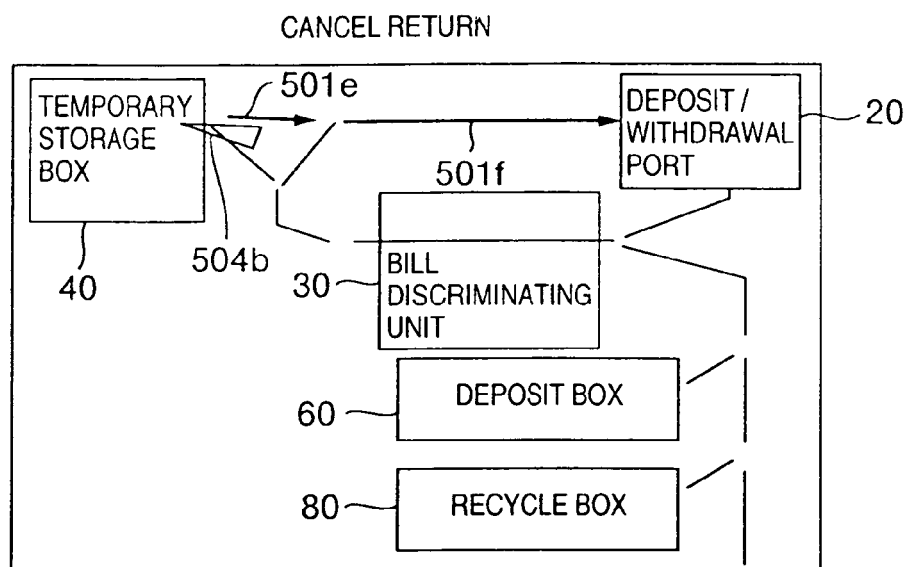 CANCEL RETURN
TEMPORARY
STORAGE
BOX
501e
DEPOSIT /
WITHDRAWAL
PORT
20
501f
504b
40
30
BILL
DISCRIMINATING
UNIT
60
DEPOSIT BOX
80
RECYCLE BOX